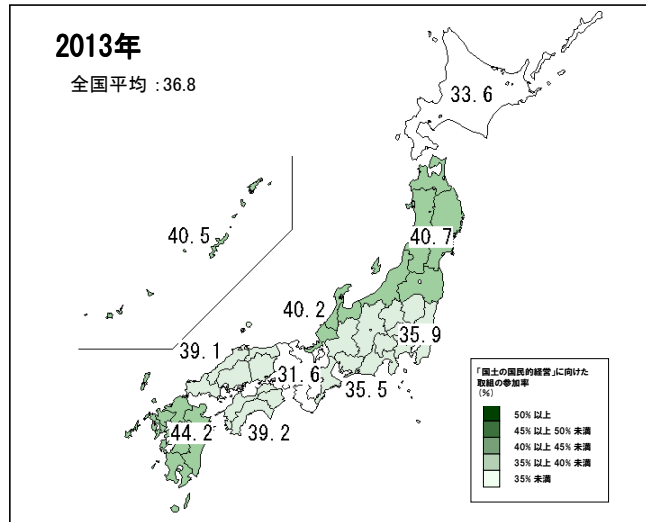 2013年
全国平均 :36.8
33.6
40.5
40.7
40.2
35.9
39.1
31.6
35.5
44.2
39.2
「国土の国民的経営」に向けた
取組の参加率
(%)
50% 以上
45% 以上 50% 未満
40% 以上 45% 未満
35% 以上 40% 未満
35% 未満